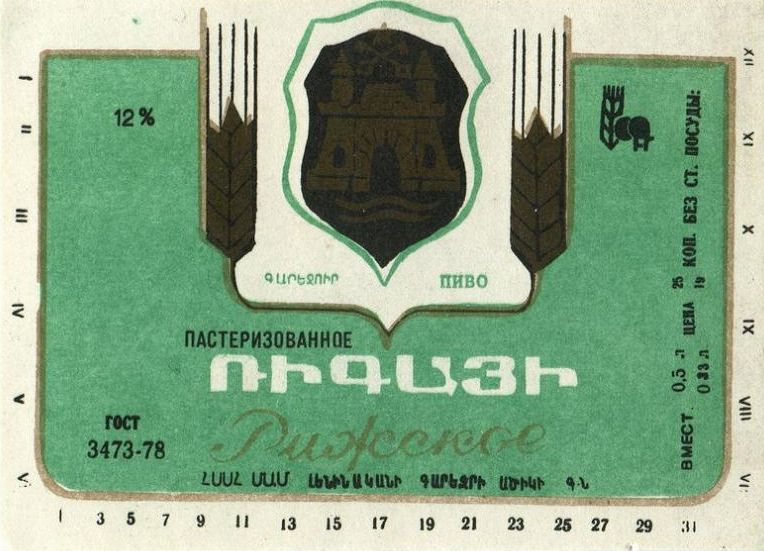 12%
ԳԱՐԵՋՈՒՐ
ПИВО
ПАСТЕРИЗОВАННОЕ
ՌԻԳԱՅԻ
Рижское
ГОСТ
3473-78
ՀՍՍՀ ՍՍՄ ԼԵՆԻՆԱԿԱՆԻ ԳԱՐԵՋՐԻ ԱԾԻԿԻ Գ-Ն
ВМЕСТ. 0,5 л ЦЕНА 25 КОП. БЕЗ СТ. ПОСУДЫ:
0 33 л 19
I
II
III
IV
V
VI
VII
VIII
IX
X
XI
XII
1 3 5 7 9 11 13 15 17 19 21 23 25 27 29 31